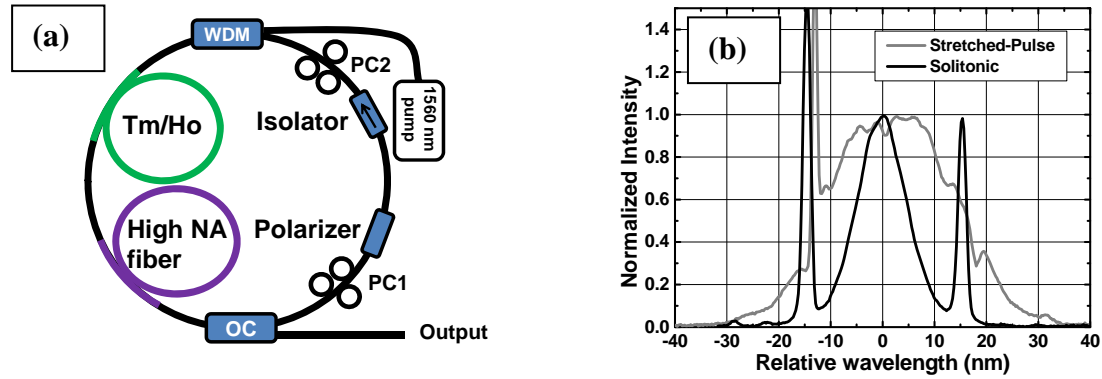 (a)
WDM
PC2
1560 nm
pump
Isolator
Tm/Ho
High NA
fiber
Polarizer
PC1
OC
Output
(b)
Stretched-Pulse
Solitonic
Normalized Intensity
1.4
1.2
1.0
0.8
0.6
0.4
0.2
0.0
-40 -30 -20 -10 0 10 20 30 40
Relative wavelength (nm)